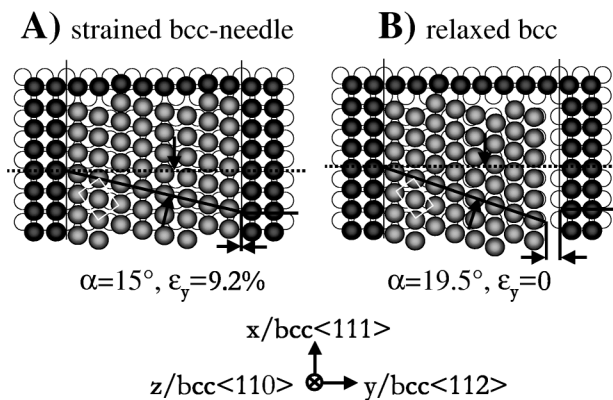 A) strained bcc-needle
B) relaxed bcc
α=15°, εy=9.2%
α=19.5°, εy=0
x/bcc<111>
z/bcc<110>
y/bcc<112>